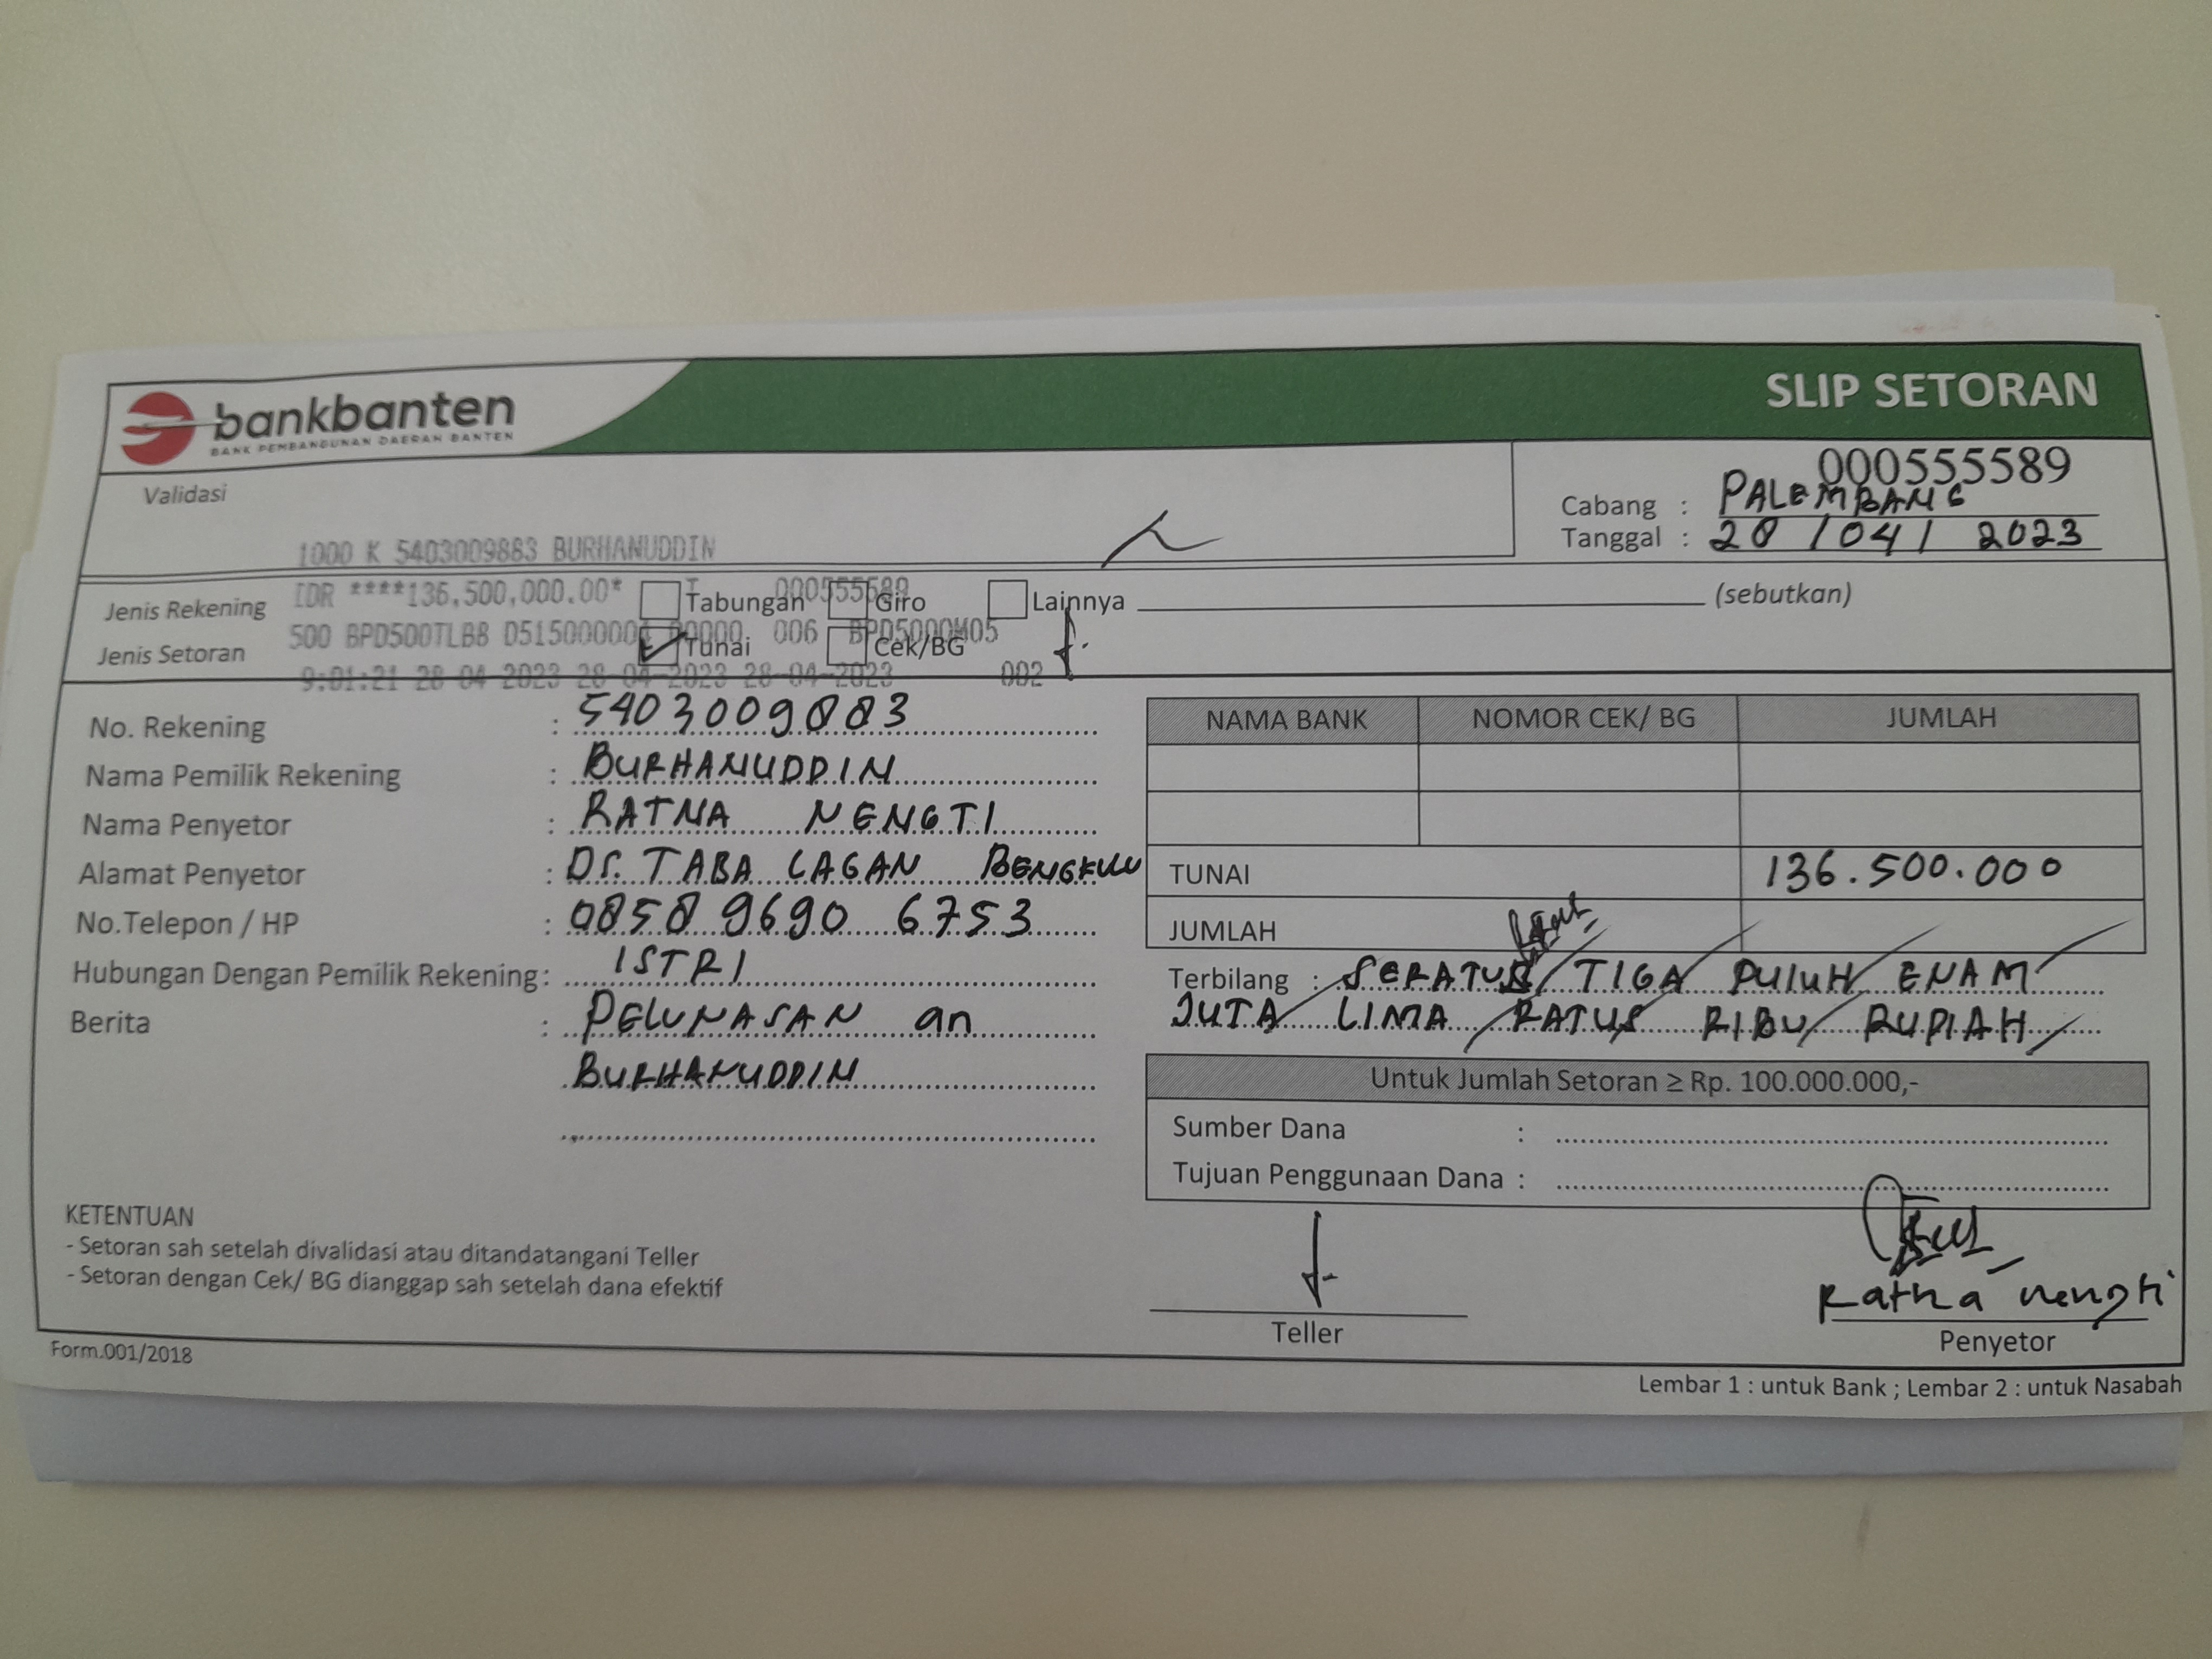 bankbanten
BANK PEMBANGUNAN DAERAH BANTEN
SLIP SETORAN
000555589
Validasi
Cabang : PALEMBANG
Tanggal : 28 / 04 / 2023
1000 K 5403009883 BURHANUDDIN
IDR ****136,500,000.00* 000555589
Jenis Rekening Tabungan Giro Lainnya (sebutkan)
500 BPD500TLBB 006 BPD5000M05
Jenis Setoran Tunai Cek/BG
9:01:21 28-04-2023 28-04-2023 28-04-2023 002
No. Rekening : 5403009883
Nama Pemilik Rekening : BURHANUDDIN
Nama Penyetor : RATNA NENGTI
Alamat Penyetor : DS. TABA LAGAN BENGKULU
No.Telepon / HP : 0858 9690 6753
Hubungan Dengan Pemilik Rekening : ISTRI
Berita : PELUNASAN an
BURHANUDDIN
NAMA BANK NOMOR CEK/ BG JUMLAH
TUNAI 136.500.000
JUMLAH
Terbilang : SERATUS TIGA PULUH ENAM
JUTA LIMA RATUS RIBU RUPIAH
Untuk Jumlah Setoran ≥ Rp. 100.000.000,-
Sumber Dana :
Tujuan Penggunaan Dana :
KETENTUAN
- Setoran sah setelah divalidasi atau ditandatangani Teller
- Setoran dengan Cek/ BG dianggap sah setelah dana efektif
Ratna nengti
Teller
Penyetor
Form.001/2018
Lembar 1 : untuk Bank ; Lembar 2 : untuk Nasabah